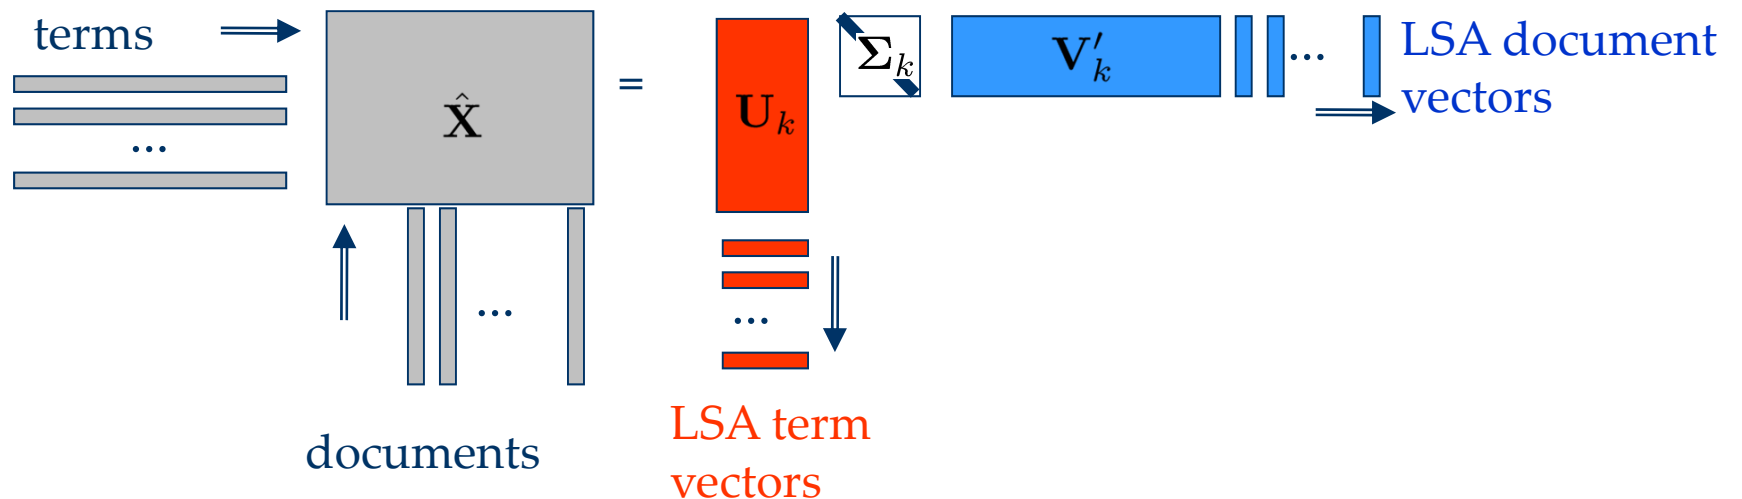 terms
...
X̂
=
U_k
Σ_k
V′_k
...
LSA document
vectors
...
...
documents
LSA term
vectors